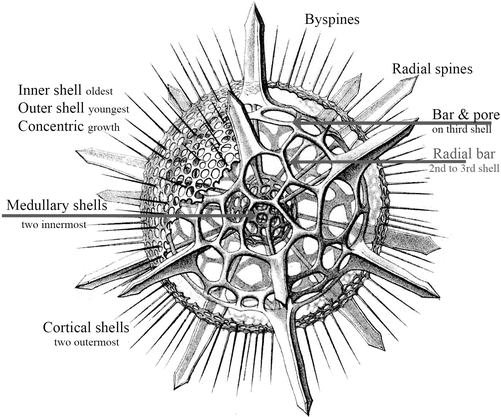 Byspines
Radial spines
Inner shell oldest
Outer shell youngest
Concentric growth
Bar & pore
on third shell
Radial bar
2nd to 3rd shell
Medullary shells
two innermost
Cortical shells
two outermost